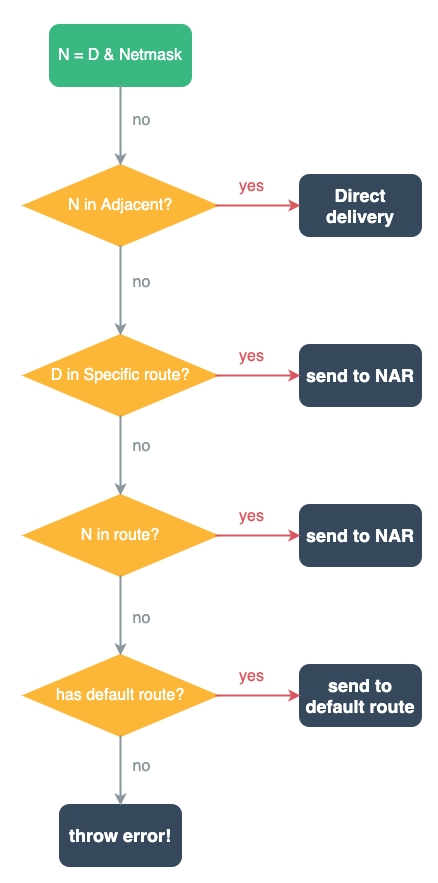 N = D & Netmask
no
N in Adjacent?
yes
Direct
delivery
no
D in Specific route?
yes
send to NAR
no
N in route?
yes
send to NAR
no
has default route?
yes
send to
default route
no
throw error!